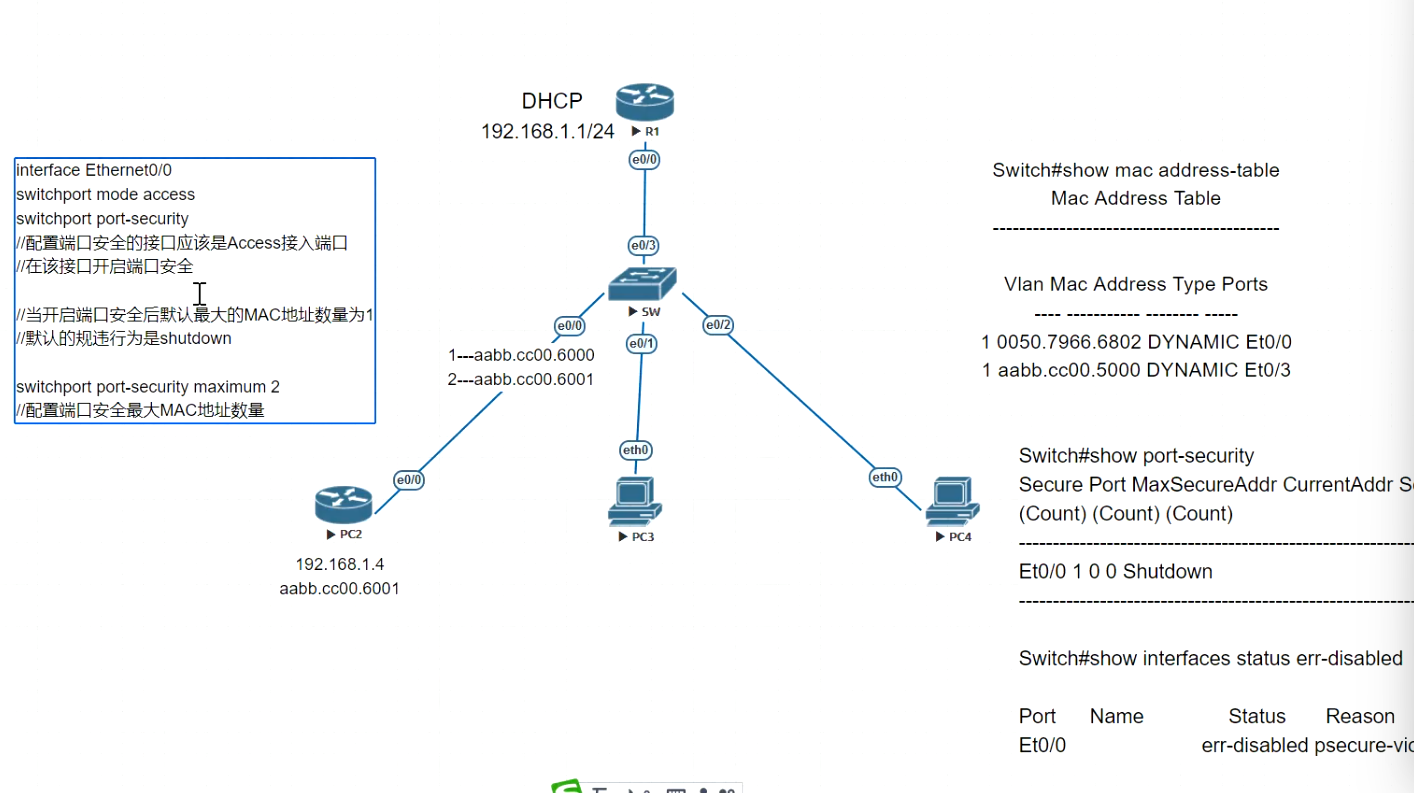 DHCP
192.168.1.1/24
R1
e0/0
interface Ethernet0/0
switchport mode access
switchport port-security
//配置端口安全的接口应该是Access接入端口
//在该接口开启端口安全
//当开启端口安全后默认最大的MAC地址数量为1
//默认的规违行为是shutdown
switchport port-security maximum 2
//配置端口安全最大MAC地址数量
e0/3
SW
e0/0
e0/1
e0/2
1---aabb.cc00.6000
2---aabb.cc00.6001
e0/0
eth0
eth0
PC2
PC3
PC4
192.168.1.4
aabb.cc00.6001
Switch#show mac address-table
Mac Address Table
-------------------------------------------
Vlan Mac Address Type Ports
---- ----------- -------- -----
1 0050.7966.6802 DYNAMIC Et0/0
1 aabb.cc00.5000 DYNAMIC Et0/3
Switch#show port-security
Secure Port MaxSecureAddr CurrentAddr
(Count) (Count) (Count)
Et0/0 1 0 0 Shutdown
Switch#show interfaces status err-disabled
Port Name Status Reason
Et0/0 err-disabled